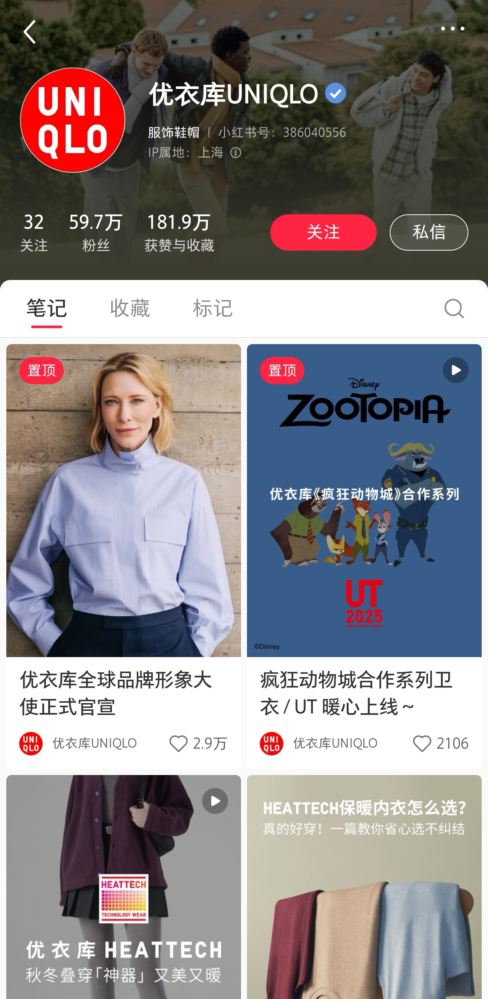 UNI
QLO
优衣库UNIQLO
服饰鞋帽 | 小红书号：386040556
IP属地：上海
32 59.7万 181.9万
关注 粉丝 获赞与收藏
关注 私信
笔记 收藏 标记
置顶
置顶
Disney
ZOOTOPIA
优衣库《疯狂动物城》合作系列
UT
2025
UNIQLO GRAPHIC T-SHIRTS
©Disney
优衣库全球品牌形象大
使正式官宣
UNI
QLO
优衣库UNIQLO 2.9万
疯狂动物城合作系列卫
衣 / UT 暖心上线 ~
UNI
QLO
优衣库UNIQLO 2106
HEATTECH
TECHNOLOGY WEAR
优衣库 HEATTECH
秋冬叠穿「神器」又美又暖
HEATTECH保暖内衣怎么选？
真的好穿！一篇教你省心选不纠结